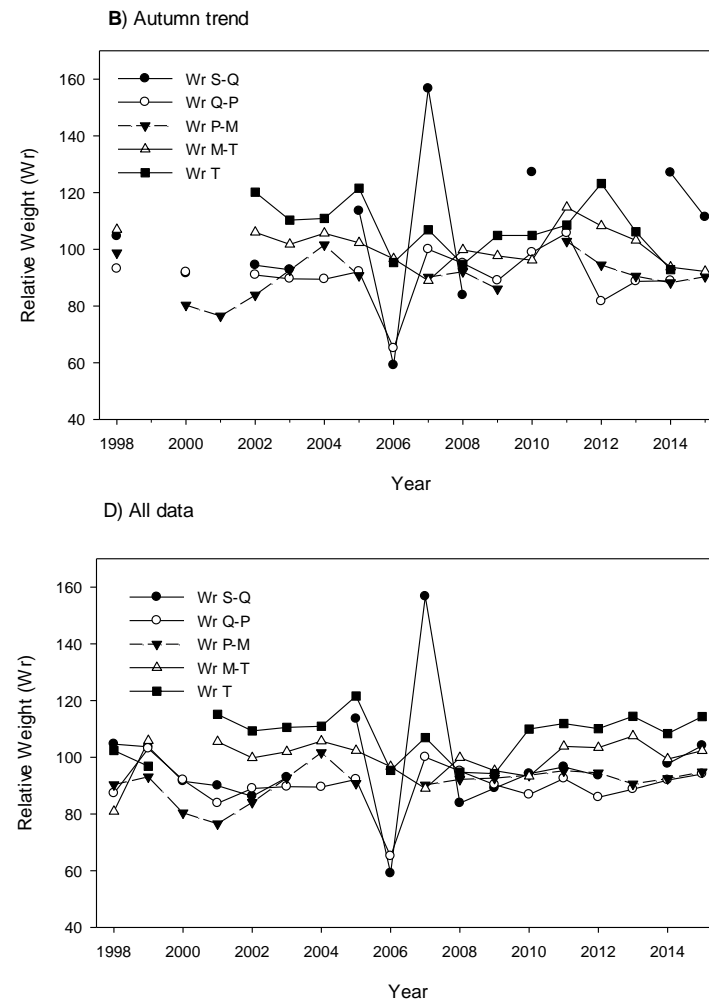 B) Autumn trend
160
140
120
100
80
60
40
Relative Weight (Wr)
Wr S-Q
Wr Q-P
Wr P-M
Wr M-T
Wr T
1998 2000 2002 2004 2006 2008 2010 2012 2014
Year
D) All data
160
140
120
100
80
60
40
Relative Weight (Wr)
Wr S-Q
Wr Q-P
Wr P-M
Wr M-T
Wr T
1998 2000 2002 2004 2006 2008 2010 2012 2014
Year